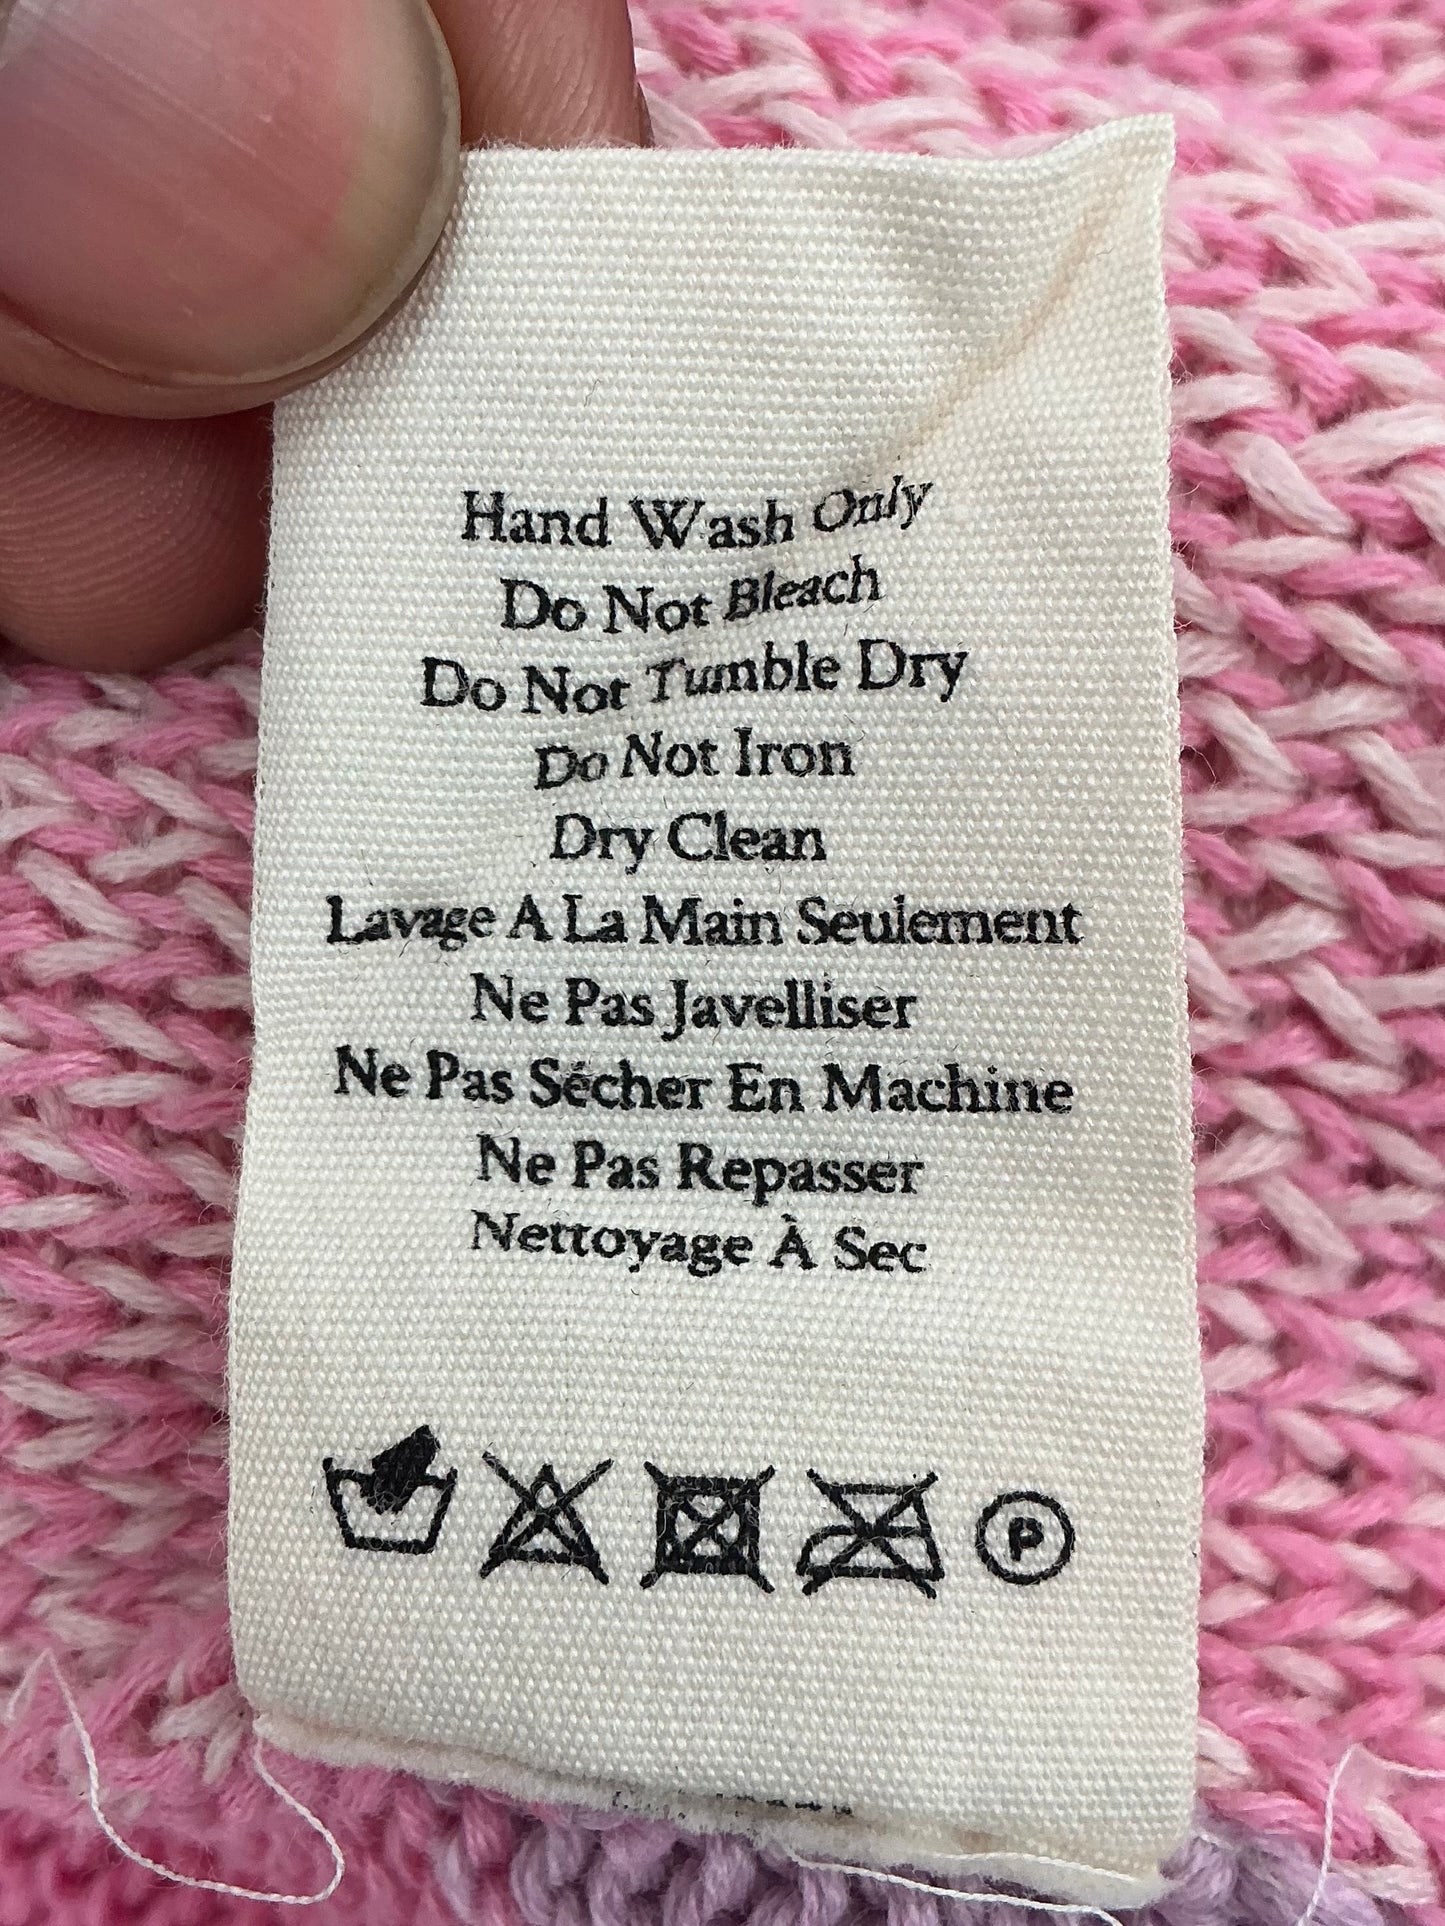 Hand Wash Only
Do Not Bleach
Do Not Tumble Dry
Do Not Iron
Dry Clean
Lavage A La Main Seulement
Ne Pas Javelliser
Ne Pas Sécher En Machine
Ne Pas Repasser
Nettoyage À Sec
P